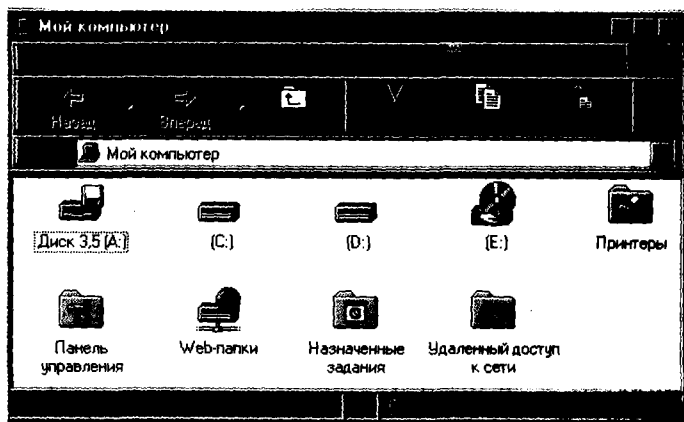 Мой компьютер
Назад
Вперед
Мой компьютер
Диск 3,5 (A:)
(C:)
(D:)
(E:)
Принтеры
Панель управления
Web-папки
Назначенные задания
Удаленный доступ к сети